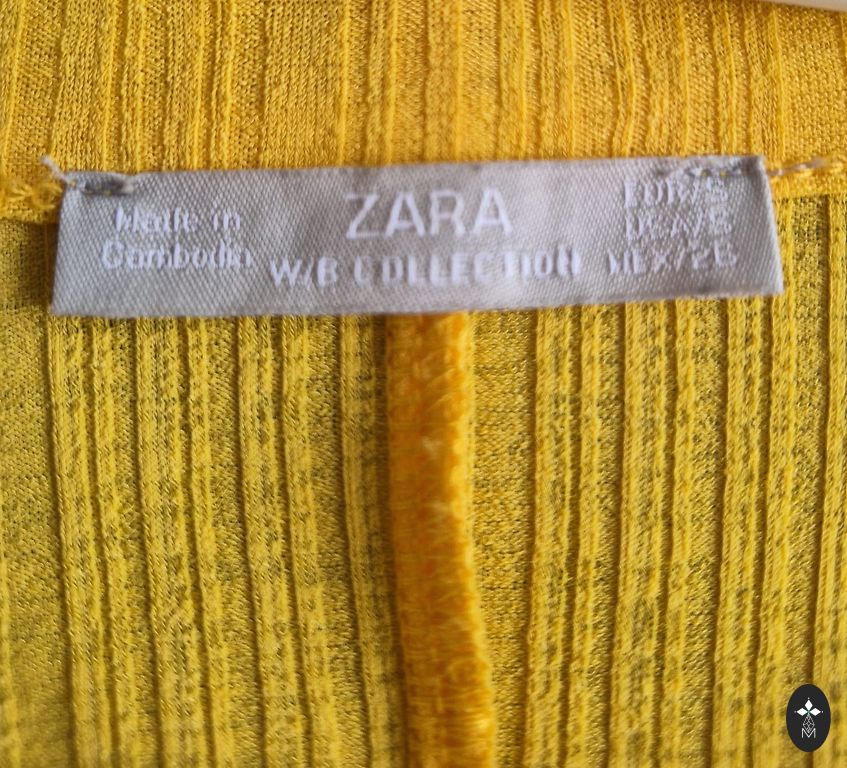 Made in
Cambodia
ZARA
W/B COLLECTION
EUR/S
USA/S
MEX/26
M